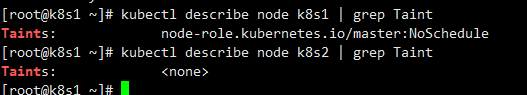 [root@k8s1 ~]# kubectl describe node k8s1 | grep Taint
Taints:             node-role.kubernetes.io/master:NoSchedule
[root@k8s1 ~]# kubectl describe node k8s2 | grep Taint
Taints:             <none>
[root@k8s1 ~]#